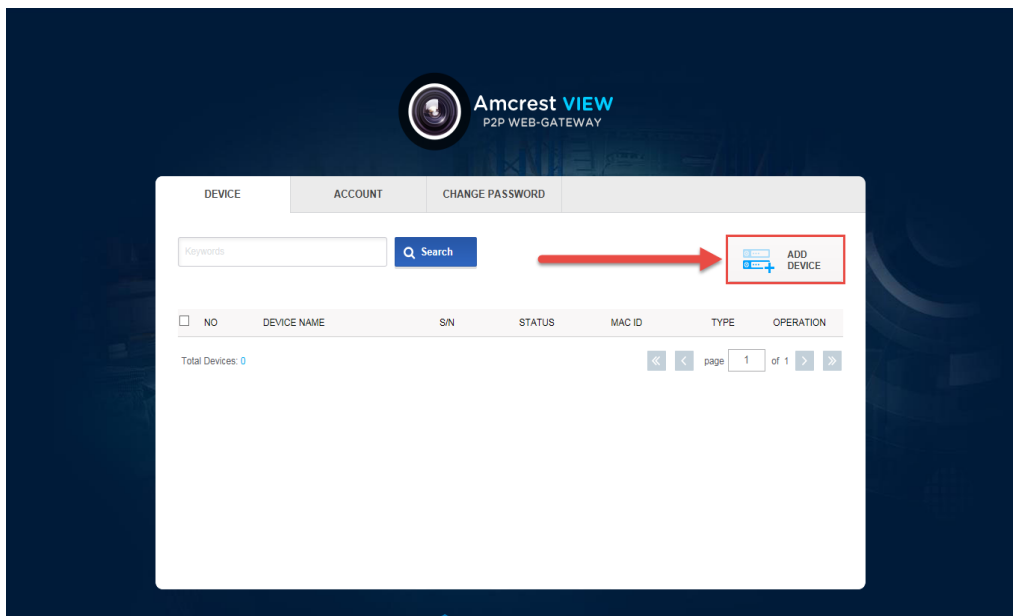 Amcrest VIEW
P2P WEB-GATEWAY
DEVICE ACCOUNT CHANGE PASSWORD
Keywords Search ADD DEVICE
NO DEVICE NAME S/N STATUS MAC ID TYPE OPERATION
Total Devices: 0 page 1 of 1